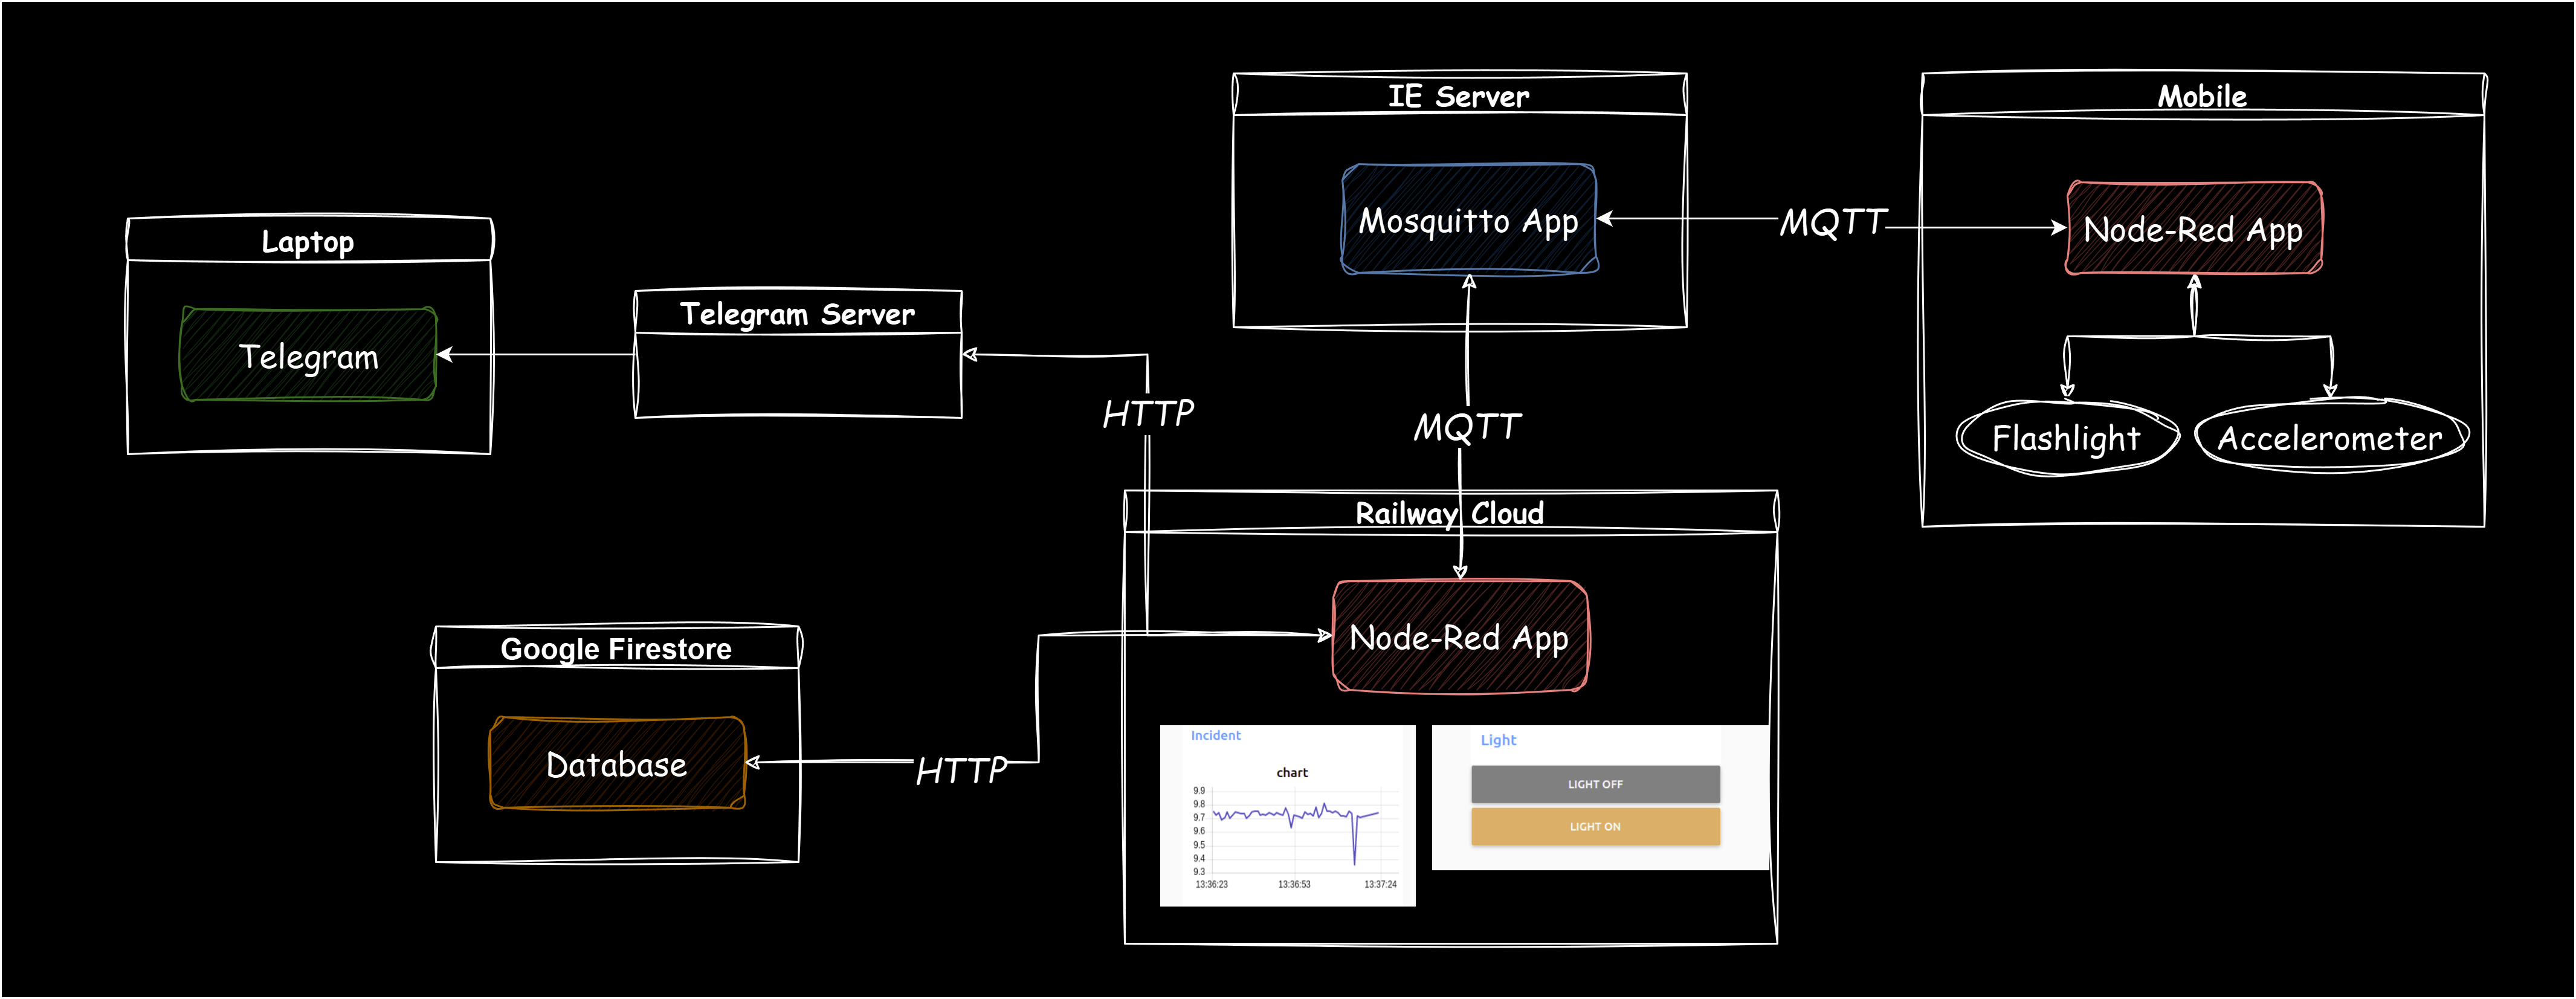 IE Server
Mobile
Mosquitto App
MQTT
Node-Red App
Laptop
Telegram
Telegram Server
HTTP
MQTT
Flashlight
Accelerometer
Railway Cloud
Node-Red App
Google Firestore
Database
HTTP
Incident
chart
9.9
9.8
9.7
9.6
9.5
9.4
9.3
13:36:23
13:36:53
13:37:24
Light
LIGHT OFF
LIGHT ON